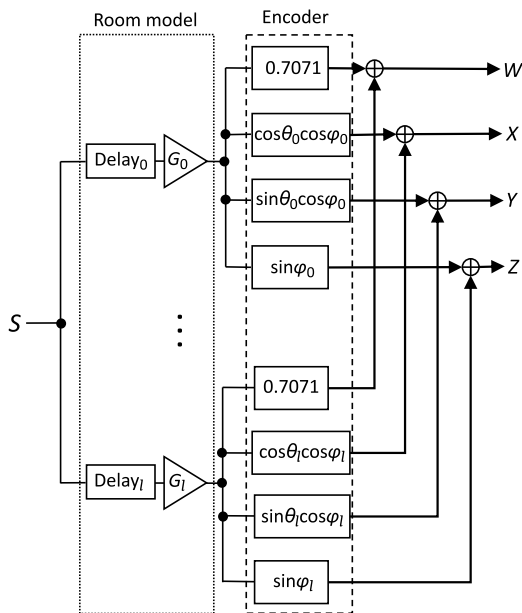 Room model
Encoder
0.7071
W
cosθ₀cosφ₀
X
Delay₀
G₀
sinθ₀cosφ₀
Y
sinφ₀
Z
S
0.7071
cosθₗcosφₗ
Delayₗ
Gₗ
sinθₗcosφₗ
sinφₗ